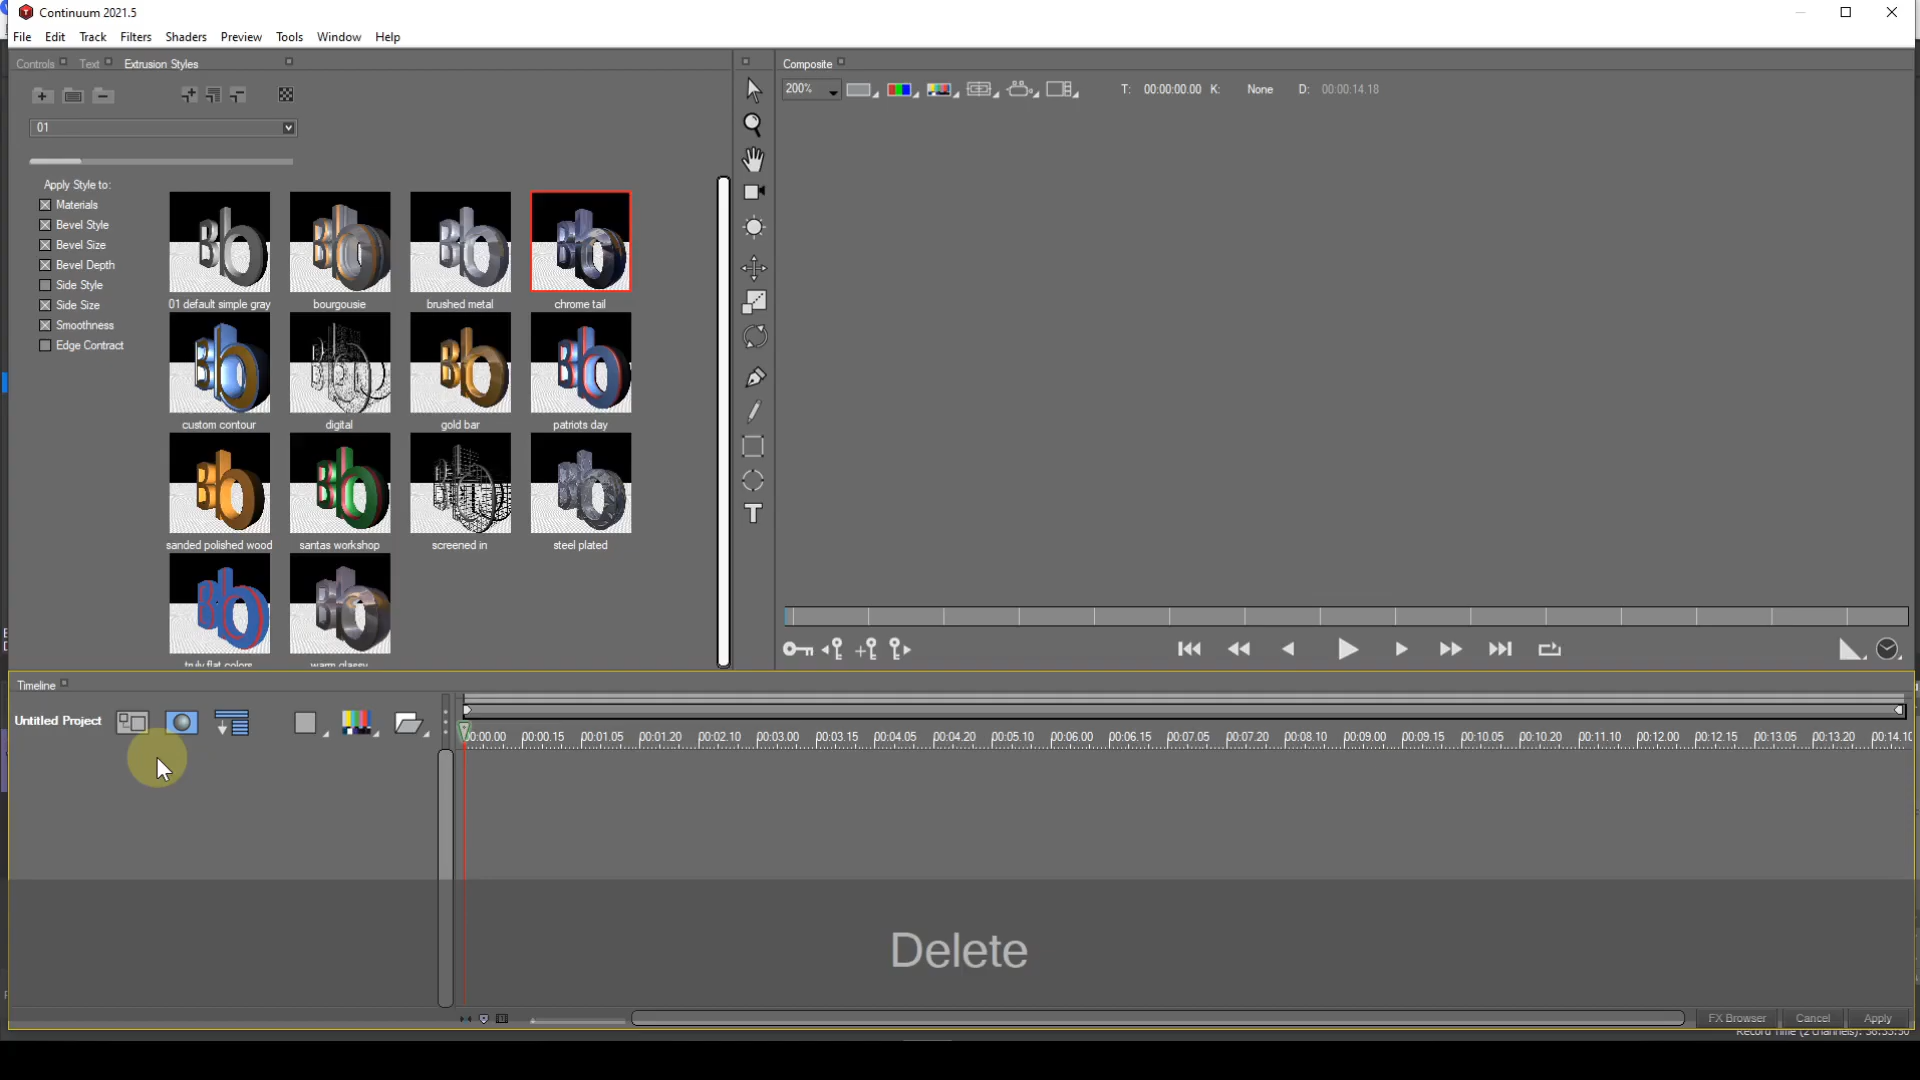 Continuum 2021.5
File Edit Track Filters Shaders Preview Tools Window Help
Controls Text Extrusion Styles
Composite
200% T: 00:00:00.00 K: None D: 00:00.14.18
01
Apply Style to:
Materials
Bevel Style
Bevel Size
Bevel Depth
Side Style
Side Size
Smoothness
Edge Contract
01 default simple gray bourgousie brushed metal chrome tail
custom contour digital gold bar patriots day
sanded polished wood santas workshop screened in steel plated
truly flat colors warm glassy
Timeline
Untitled Project
00:00.00 00:00.15 00:01.05 00:01.20 00:02.10 00:03.00 00:03.15 00:04.05 00:04.20 00:05.10 00:06.00 00:06.15 00:07.05 00:07.20 00:08.10 00:09.00 00:09.15 00:10.05 00:10.20 00:11.10 00:12.00 00:12.15 00:13.05 00:13.20 00:14.10
Delete
FX Browser Cancel Apply